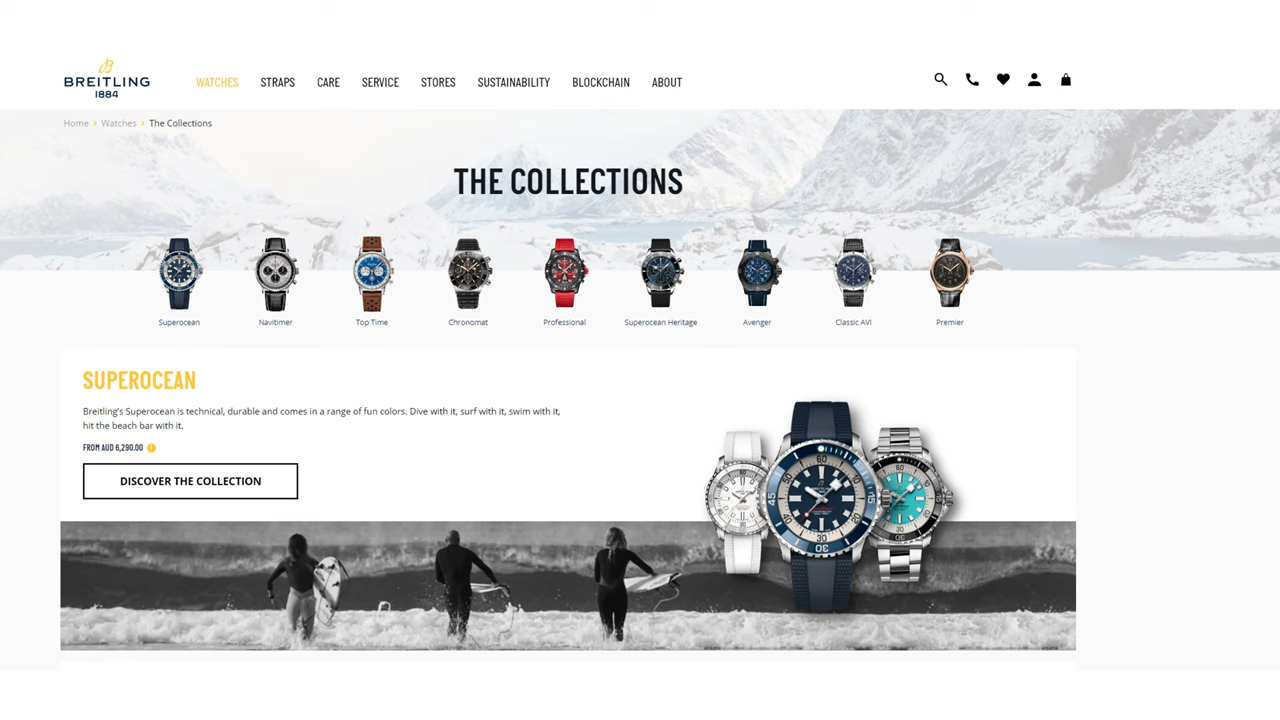 BREITLING
1884
WATCHES STRAPS CARE SERVICE STORES SUSTAINABILITY BLOCKCHAIN ABOUT
Home > Watches > The Collections
THE COLLECTIONS
Superocean Navitimer Top Time Chronomat Professional Superocean Heritage Avenger Classic AVI Premier
SUPEROCEAN
Breitling's Superocean is technical, durable and comes in a range of fun colors. Dive with it, surf with it, swim with it,
hit the beach bar with it.
FROM AUD 6,290.00
DISCOVER THE COLLECTION